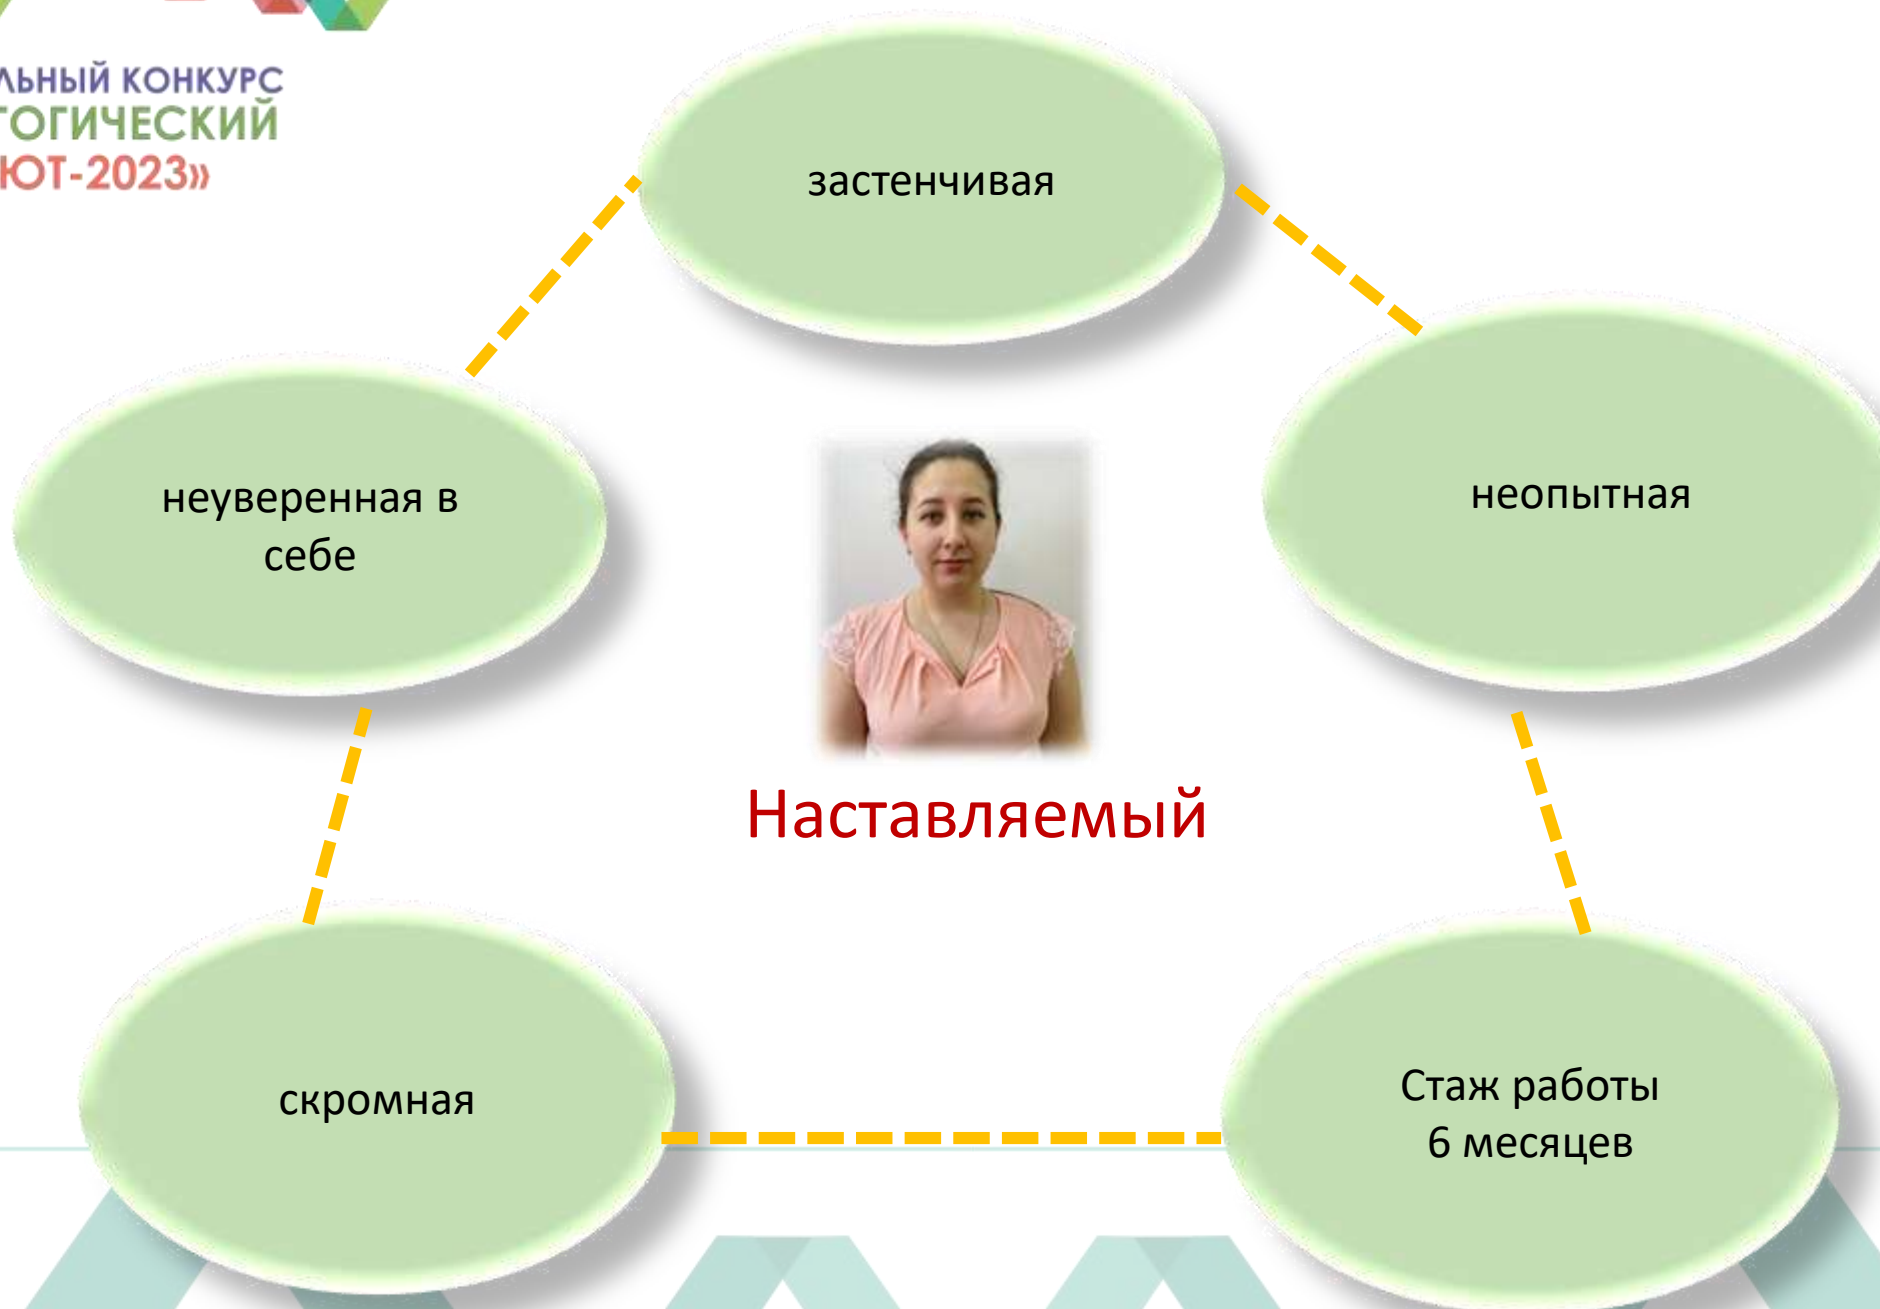 ЛЬНЫЙ КОНКУРС
ГОГИЧЕСКИЙ
ЮТ-2023»
застенчивая
неуверенная в
себе
неопытная
Наставляемый
скромная
Стаж работы
6 месяцев